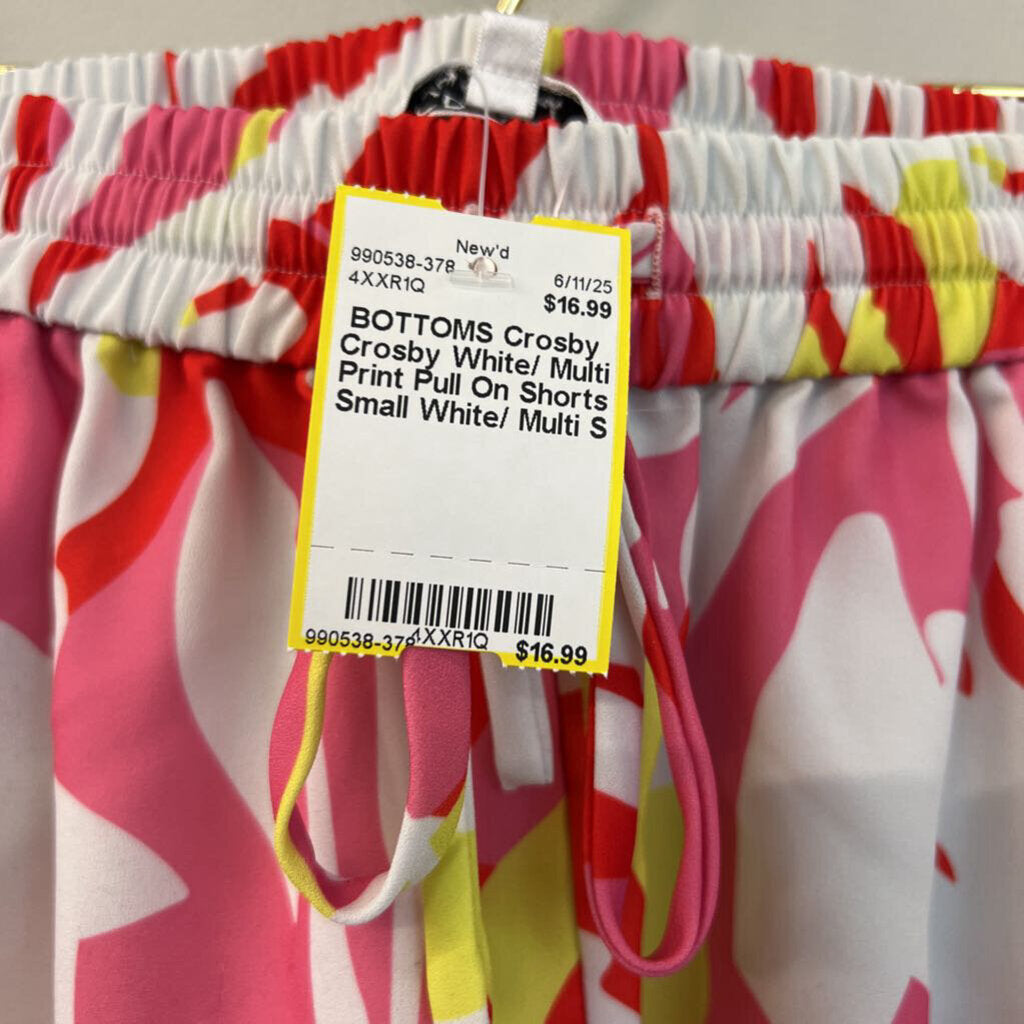 New'd
990538-378
4XXR1Q
6/11/25
$16.99
BOTTOMS Crosby
Crosby White/ Multi
Print Pull On Shorts
Small White/ Multi S
990538-378
4XXR1Q
$16.99